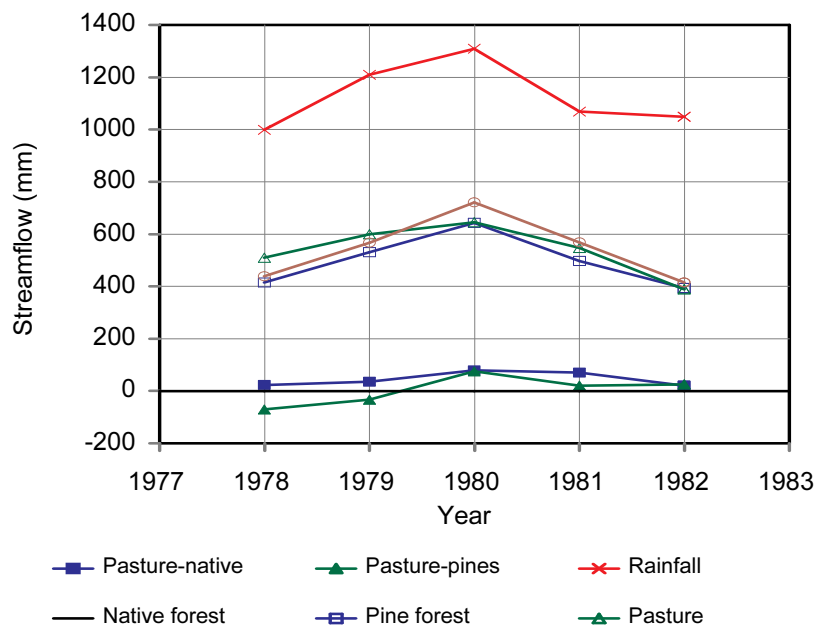 1400
1200
1000
800
600
400
200
0
-200
Streamflow (mm)
1977 1978 1979 1980 1981 1982 1983
Year
Pasture-native Pasture-pines Rainfall
Native forest Pine forest Pasture